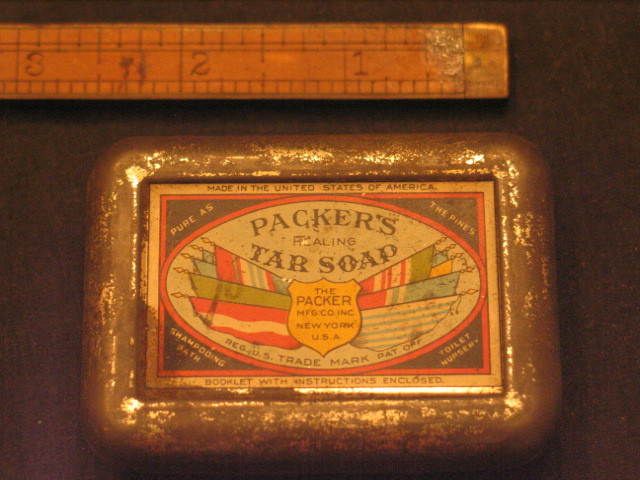 3 2 1
MADE IN THE UNITED STATES OF AMERICA.
PURE AS
THE PINES
PACKER'S
HEALING
TAR SOAP
THE
PACKER
MFG. CO. INC.
NEW YORK
U.S.A
REG. U.S. TRADE MARK PAT. OFF.
SHAMPOOING
BATH
TOILET
NURSERY
BOOKLET WITH INSTRUCTIONS ENCLOSED.